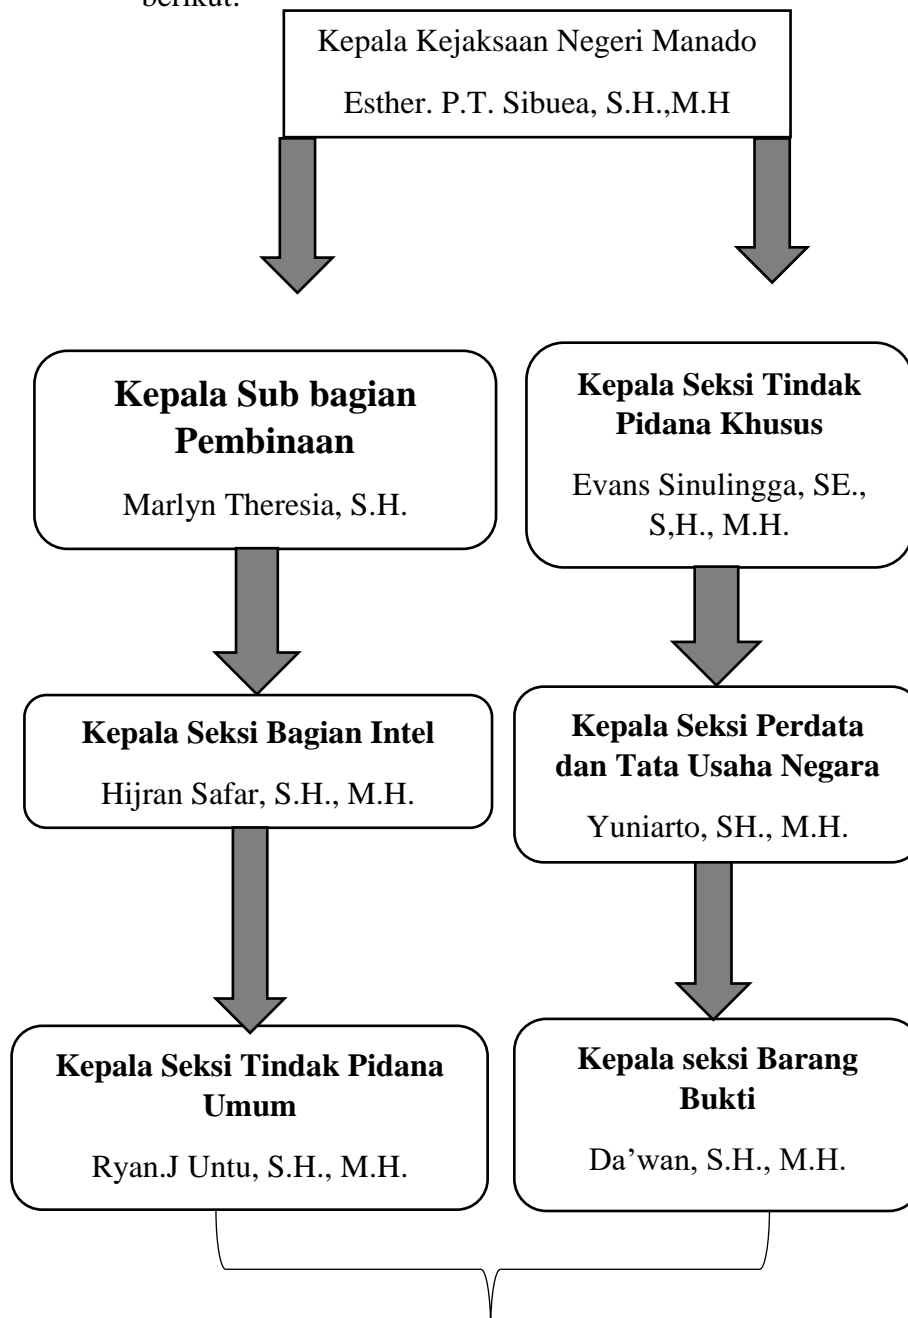 berikut:
Kepala Kejaksaan Negeri Manado
Esther. P.T. Sibuea, S.H.,M.H
Kepala Sub bagian
Pembinaan
Marlyn Theresia, S.H.
Kepala Seksi Tindak
Pidana Khusus
Evans Sinulingga, SE.,
S,H., M.H.
Kepala Seksi Bagian Intel
Hijran Safar, S.H., M.H.
Kepala Seksi Perdata
dan Tata Usaha Negara
Yuniarto, SH., M.H.
Kepala Seksi Tindak Pidana
Umum
Ryan.J Untu, S.H., M.H.
Kepala seksi Barang
Bukti
Da’wan, S.H., M.H.